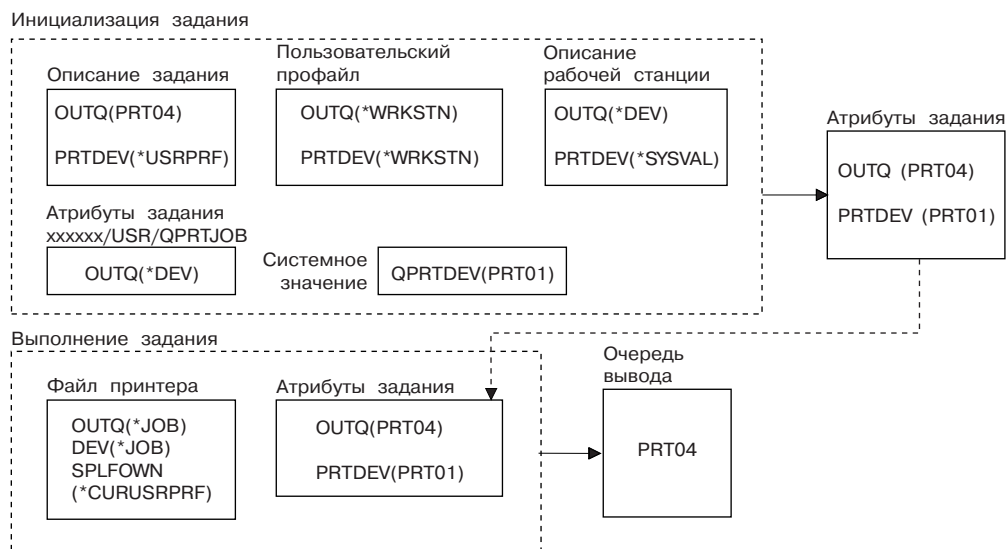 Инициализация задания
Описание задания
OUTQ(PRT04)
PRTDEV(*USRPRF)
Пользовательский
профайл
OUTQ(*WRKSTN)
PRTDEV(*WRKSTN)
Описание
рабочей станции
OUTQ(*DEV)
PRTDEV(*SYSVAL)
Атрибуты задания
OUTQ (PRT04)
PRTDEV (PRT01)
Атрибуты задания
xxxxxx/USR/QPRTJOB
OUTQ(*DEV)
Системное
значение
QPRTDEV(PRT01)
Выполнение задания
Файл принтера
OUTQ(*JOB)
DEV(*JOB)
SPLFOWN
(*CURUSRPRF)
Атрибуты задания
OUTQ(PRT04)
PRTDEV(PRT01)
Очередь
вывода
PRT04